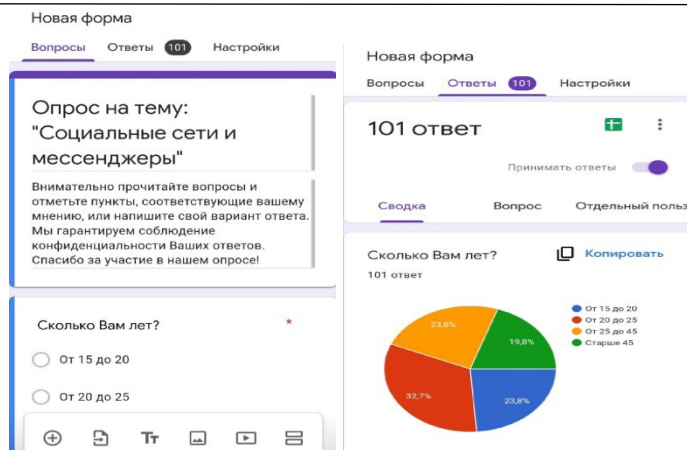 Новая форма
Вопросы Ответы 101 Настройки
Опрос на тему:
"Социальные сети и
мессенджеры"
Внимательно прочитайте вопросы и
отметьте пункты, соответствующие вашему
мнению, или напишите свой вариант ответа.
Мы гарантируем соблюдение
конфиденциальности Ваших ответов.
Спасибо за участие в нашем опросе!
Сколько Вам лет? *
От 15 до 20
От 20 до 25
Тт
Новая форма
Вопросы Ответы 101 Настройки
101 ответ
Принимать ответы
Сводка Вопрос Отдельный польз
Сколько Вам лет? Копировать
101 ответ
От 15 до 20
От 20 до 25
От 25 до 45
Старше 45
23,8%
19,8%
32,7%
23,8%